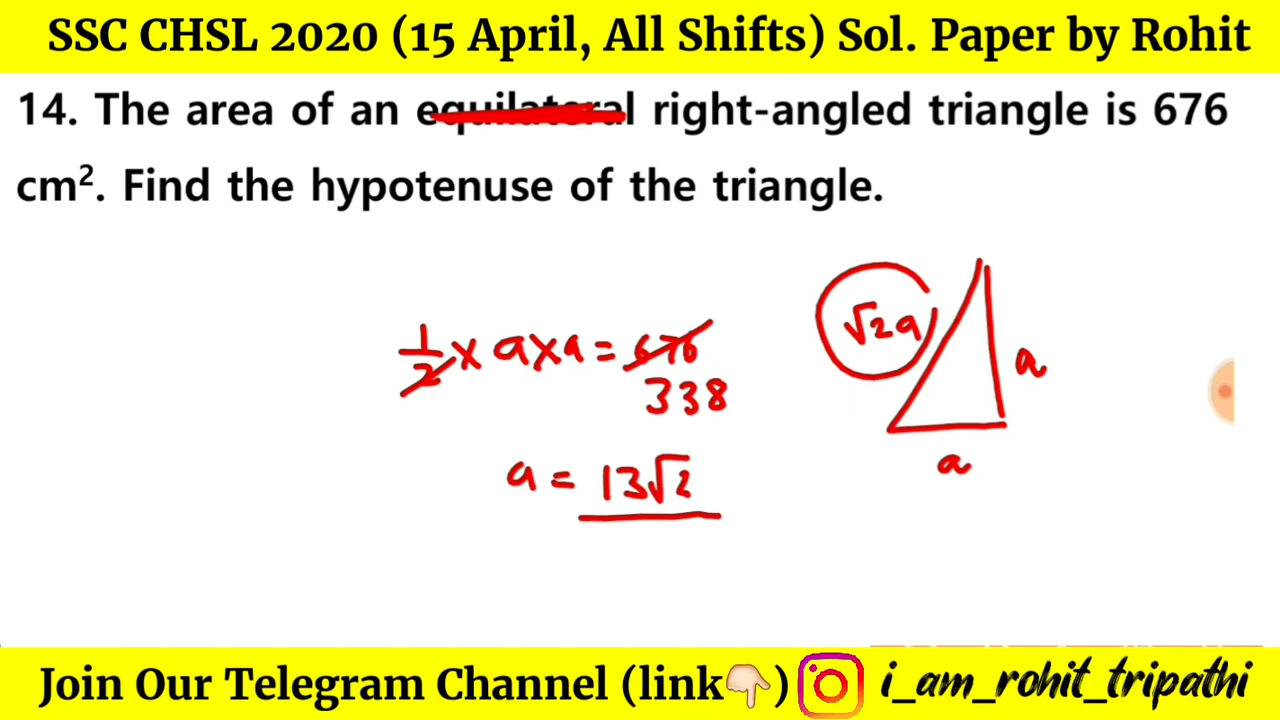 SSC CHSL 2020 (15 April, All Shifts) Sol. Paper by Rohit
14. The area of an equilateral right-angled triangle is 676
cm². Find the hypotenuse of the triangle.
1/2 × a × a = 676
338
a = 13√2
√2a
a
a
Join Our Telegram Channel (link👇) i_am_rohit_tripathi